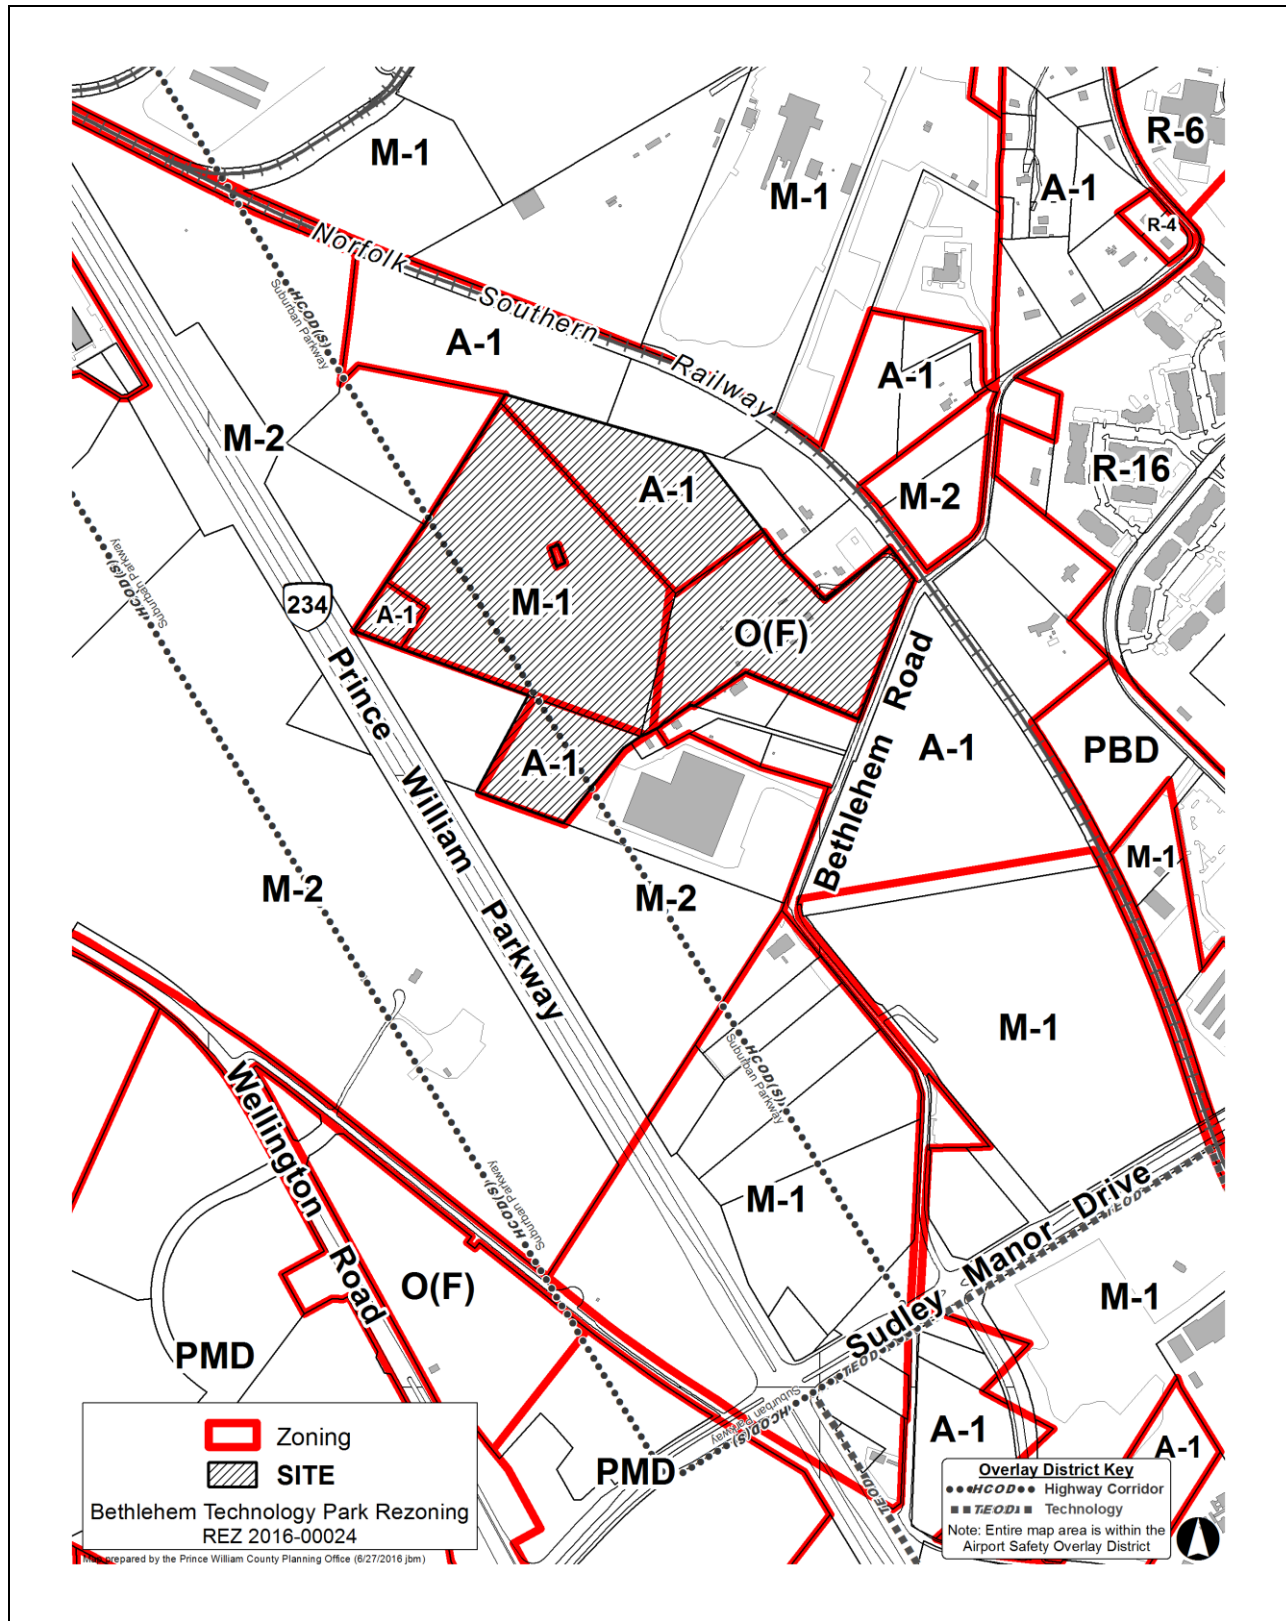 M-1
R-6
A-1
M-1
R-4
Norfolk Southern Railway
HCOD(S)
Suburban Parkway
A-1
A-1
M-2
R-16
A-1
M-2
HCOD(S)
Suburban Parkway
234
M-1
A-1
O(F)
Prince William Parkway
Bethlehem Road
A-1
PBD
A-1
M-1
M-2
M-2
M-1
HCOD(S)
Suburban Parkway
Wellington Road
HCOD(S)
Suburban Parkway
M-1
Sudley Manor Drive
TEOD
M-1
O(F)
PMD
TEOD
Suburban Parkway
HCOD(S)
A-1
A-1
PMD
TEOD
Zoning
SITE
Bethlehem Technology Park Rezoning
REZ 2016-00024
Map prepared by the Prince William County Planning Office (6/27/2016 jbm)
Overlay District Key
HCOD Highway Corridor
TEOD Technology
Note: Entire map area is within the
Airport Safety Overlay District